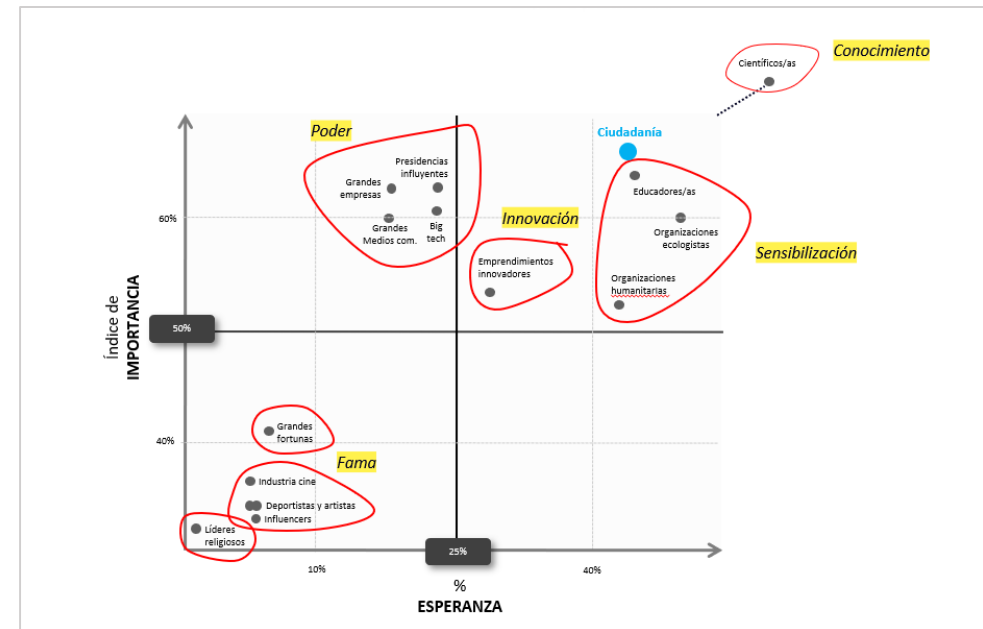 Conocimiento
Científicos/as
Poder
Ciudadanía
Presidencias
influyentes
Grandes
empresas
Educadores/as
60%
Grandes
Medios com.
Big
tech
Innovación
Organizaciones
ecologistas
Sensibilización
Emprendimientos
innovadores
Organizaciones
humanitarias
Índice de
IMPORTANCIA
50%
Grandes
fortunas
40%
Fama
Industria cine
Deportistas y artistas
Influencers
Líderes
religiosos
25%
10%
40%
%
ESPERANZA